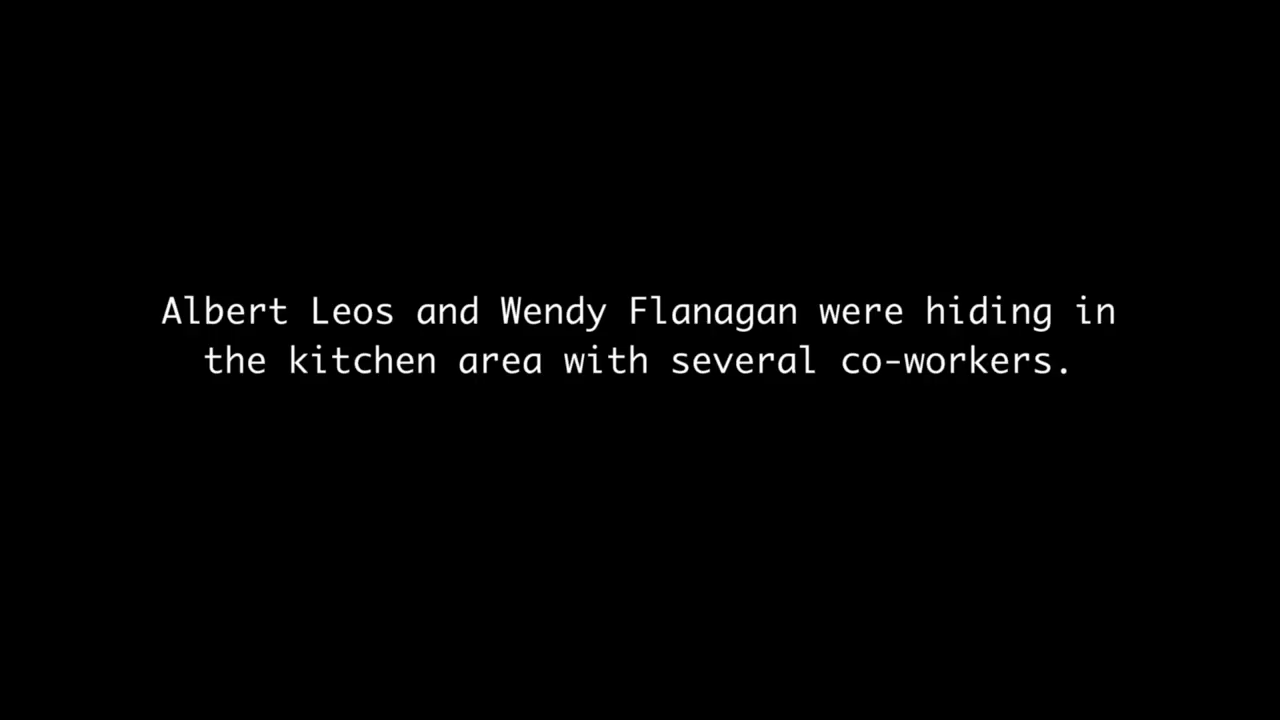 Albert Leos and Wendy Flanagan were hiding in
the kitchen area with several co-workers.